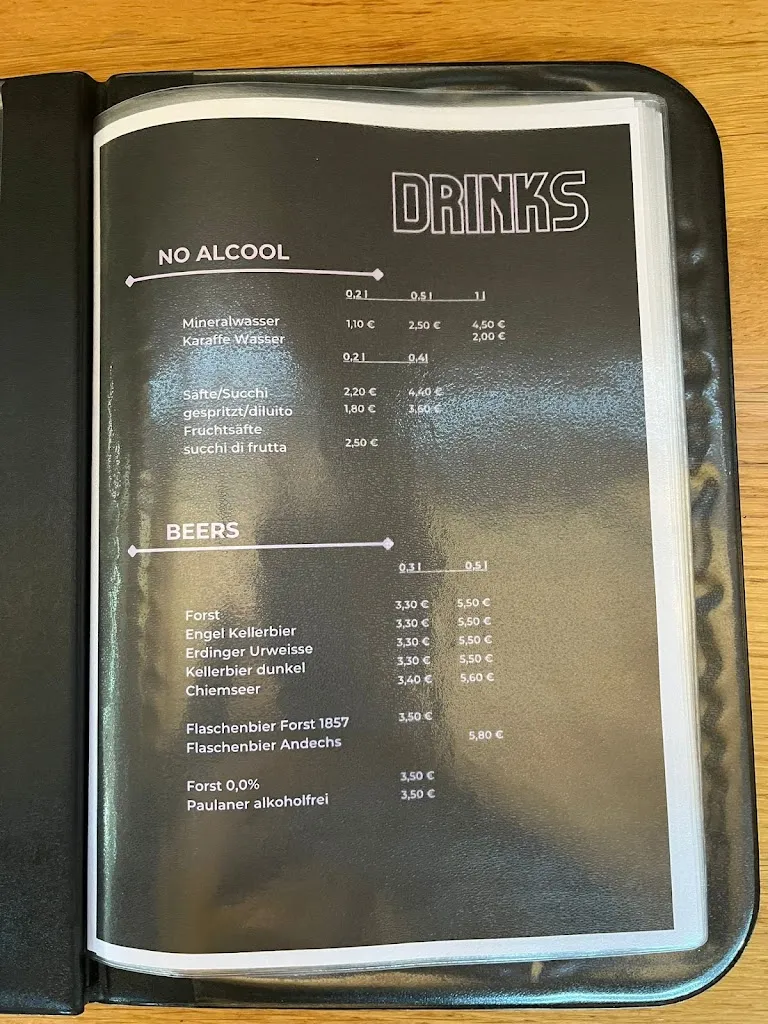 DRINKS
NO ALCOOL
0,2 l 0,5 l 1 l
Mineralwasser 1,10 € 2,50 € 4,50 €
Karaffe Wasser 2,00 €
0,2 l 0,4l
Säfte/Succhi 2,20 € 4,40 €
gespritzt/diluito 1,80 € 3,60 €
Fruchtsäfte
succhi di frutta 2,50 €
BEERS
0,3 l 0,5 l
Forst 3,30 € 5,50 €
Engel Kellerbier 3,30 € 5,50 €
Erdinger Urweisse 3,30 € 5,50 €
Kellerbier dunkel 3,30 € 5,50 €
Chiemseer 3,40 € 5,60 €
Flaschenbier Forst 1857 3,50 €
Flaschenbier Andechs 5,80 €
Forst 0,0% 3,50 €
Paulaner alkoholfrei 3,50 €